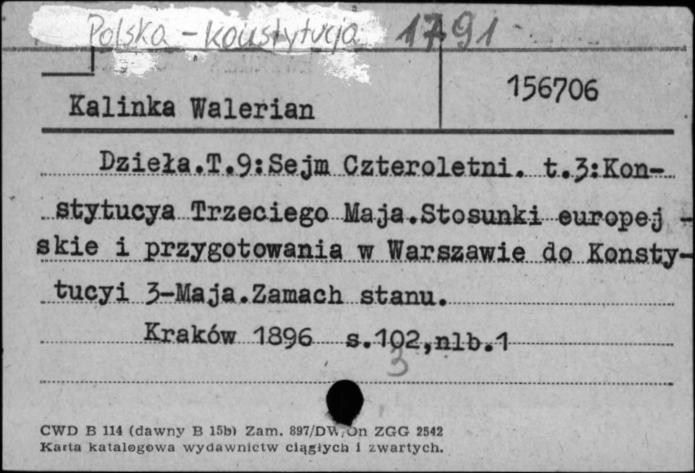 Polska - konstytucja 1791
156706
Kalinka Walerian
Dzieła.T.9:Sejm Czteroletni. t.3:Kon-
stytucya Trzeciego Maja.Stosunki europej -
skie i przygotowania w Warszawie do Konsty-
tucyi 3-Maja.Zamach stanu.
Kraków 1896 s.102,nlb.1
3
CWD B 114 (dawny B 15b) Zam. 897/DW/On ZGG 2542
Karta katalogowa wydawnictw ciągłych i zwartych.